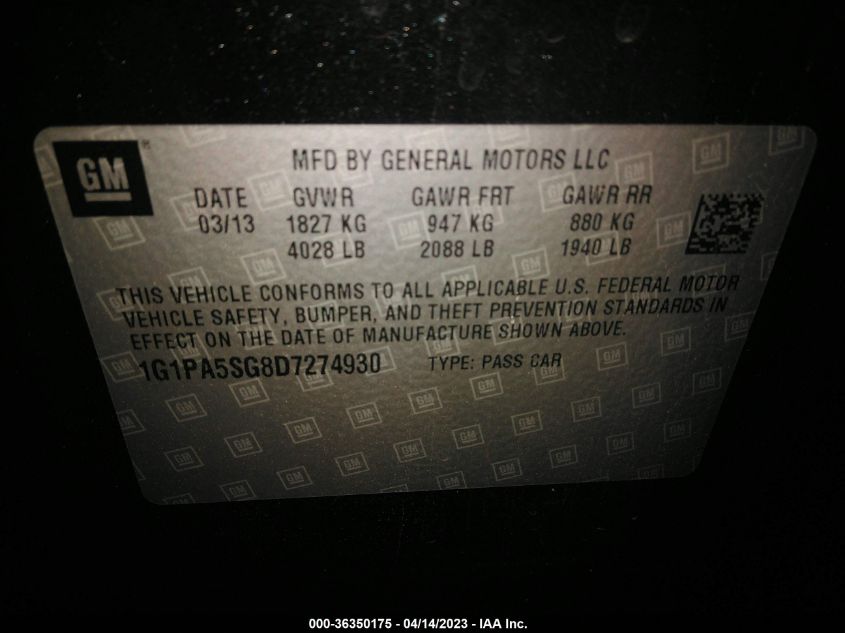 GM ®
MFD BY GENERAL MOTORS LLC
DATE GVWR GAWR FRT GAWR RR
03/13 1827 KG 947 KG 880 KG
4028 LB 2088 LB 1940 LB
THIS VEHICLE CONFORMS TO ALL APPLICABLE U.S. FEDERAL MOTOR
VEHICLE SAFETY, BUMPER, AND THEFT PREVENTION STANDARDS IN
EFFECT ON THE DATE OF MANUFACTURE SHOWN ABOVE.
1G1PA5SG8D7274930 TYPE: PASS CAR
000-36350175 - 04/14/2023 - IAA Inc.